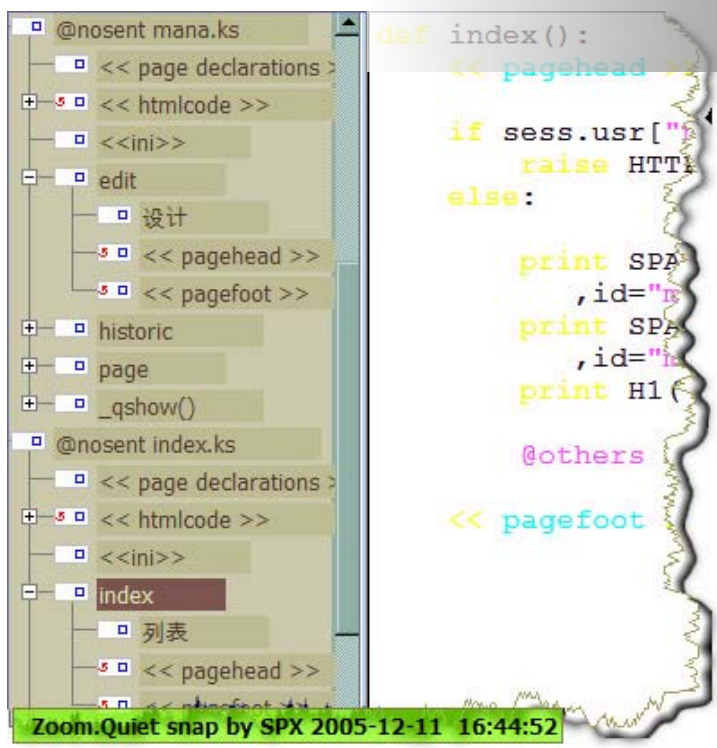 @nosent mana.ks
<< page declarations >
<< htmlcode >>
<<ini>>
edit
设计
<< pagehead >>
<< pagefoot >>
historic
page
_qshow()
@nosent index.ks
<< page declarations >
<< htmlcode >>
<<ini>>
index
列表
<< pagehead >>
<< pagefoot >>
def index():
<< pagehead >>
if sess.usr["
raise HTT
else:
print SPA
,id="
print SPA
,id="
print H1(
@others
<< pagefoot
Zoom.Quiet snap by SPX 2005-12-11 16:44:52